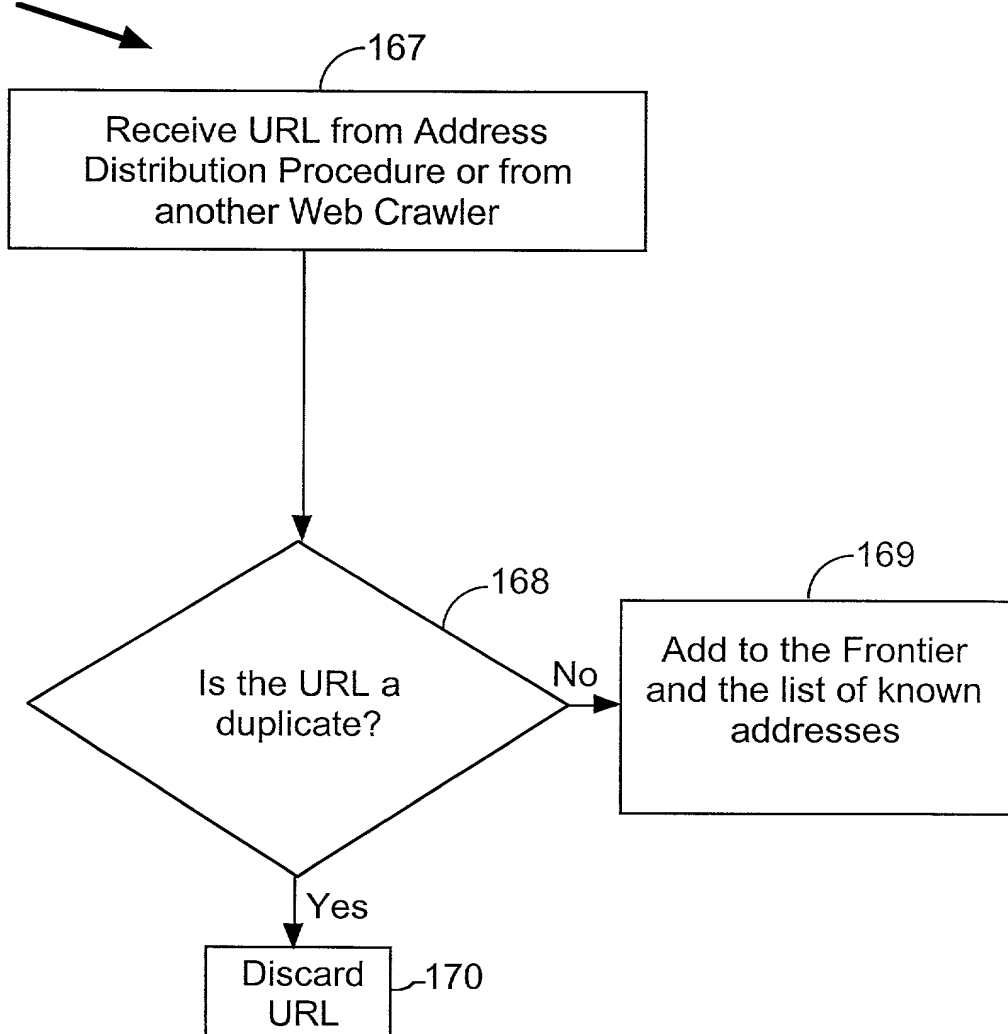 167
Receive URL from Address
Distribution Procedure or from
another Web Crawler
168
Is the URL a
duplicate?
No
169
Add to the Frontier
and the list of known
addresses
Yes
Discard
URL
170